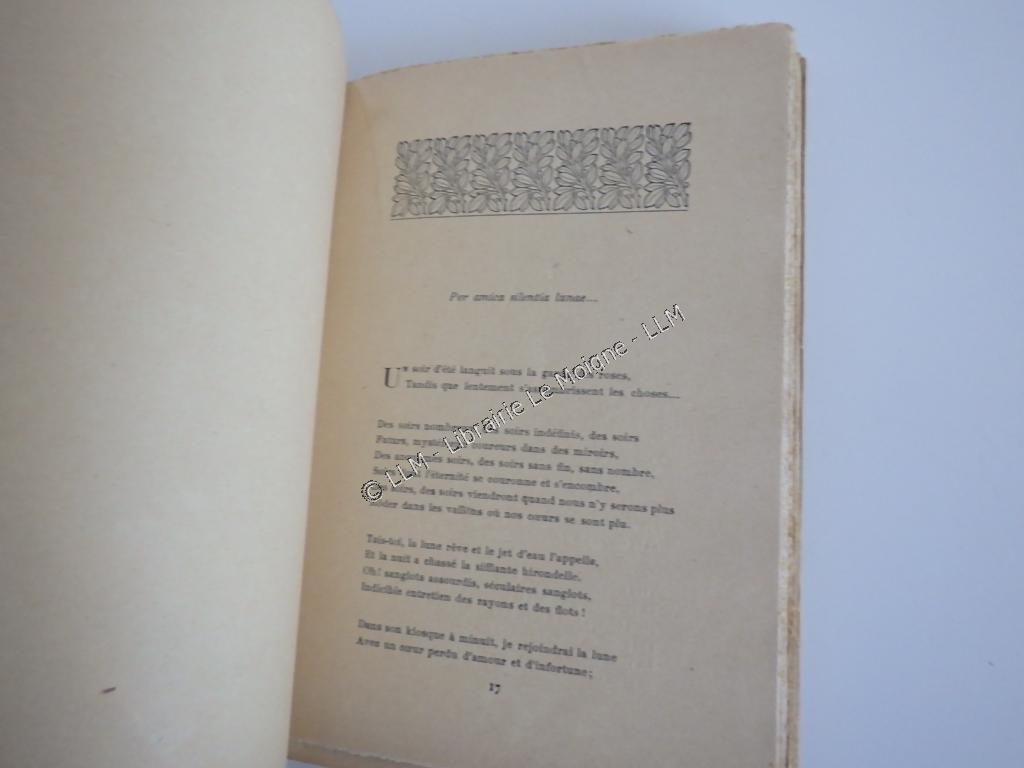 Per amica silentia lunae...
Un soir d'été languit sous la roses,
Tandis que lentement les choses...
Des soirs soirs indéfinis, des soirs
Futurs, coureurs dans des miroirs,
Des soirs, des soirs sans fin, sans nombre,
l'éternité se couronne et s'encombre,
soirs, des soirs viendront quand nous n'y serons plus
dans les vallons où nos cœurs se sont plu.
Tais-toi, la lune rêve et le jet d'eau l'appelle,
Et la nuit a chassé la sifflante hirondelle.
Oh! sanglots assourdis, séculaires sanglots,
Indicible entretien des rayons et des flots!
Dans son kiosque à minuit, je rejoindrai la lune
Avec un cœur perdu d'amour et d'infortune;
17
© LLM - Librairie Le Moigne - LLM